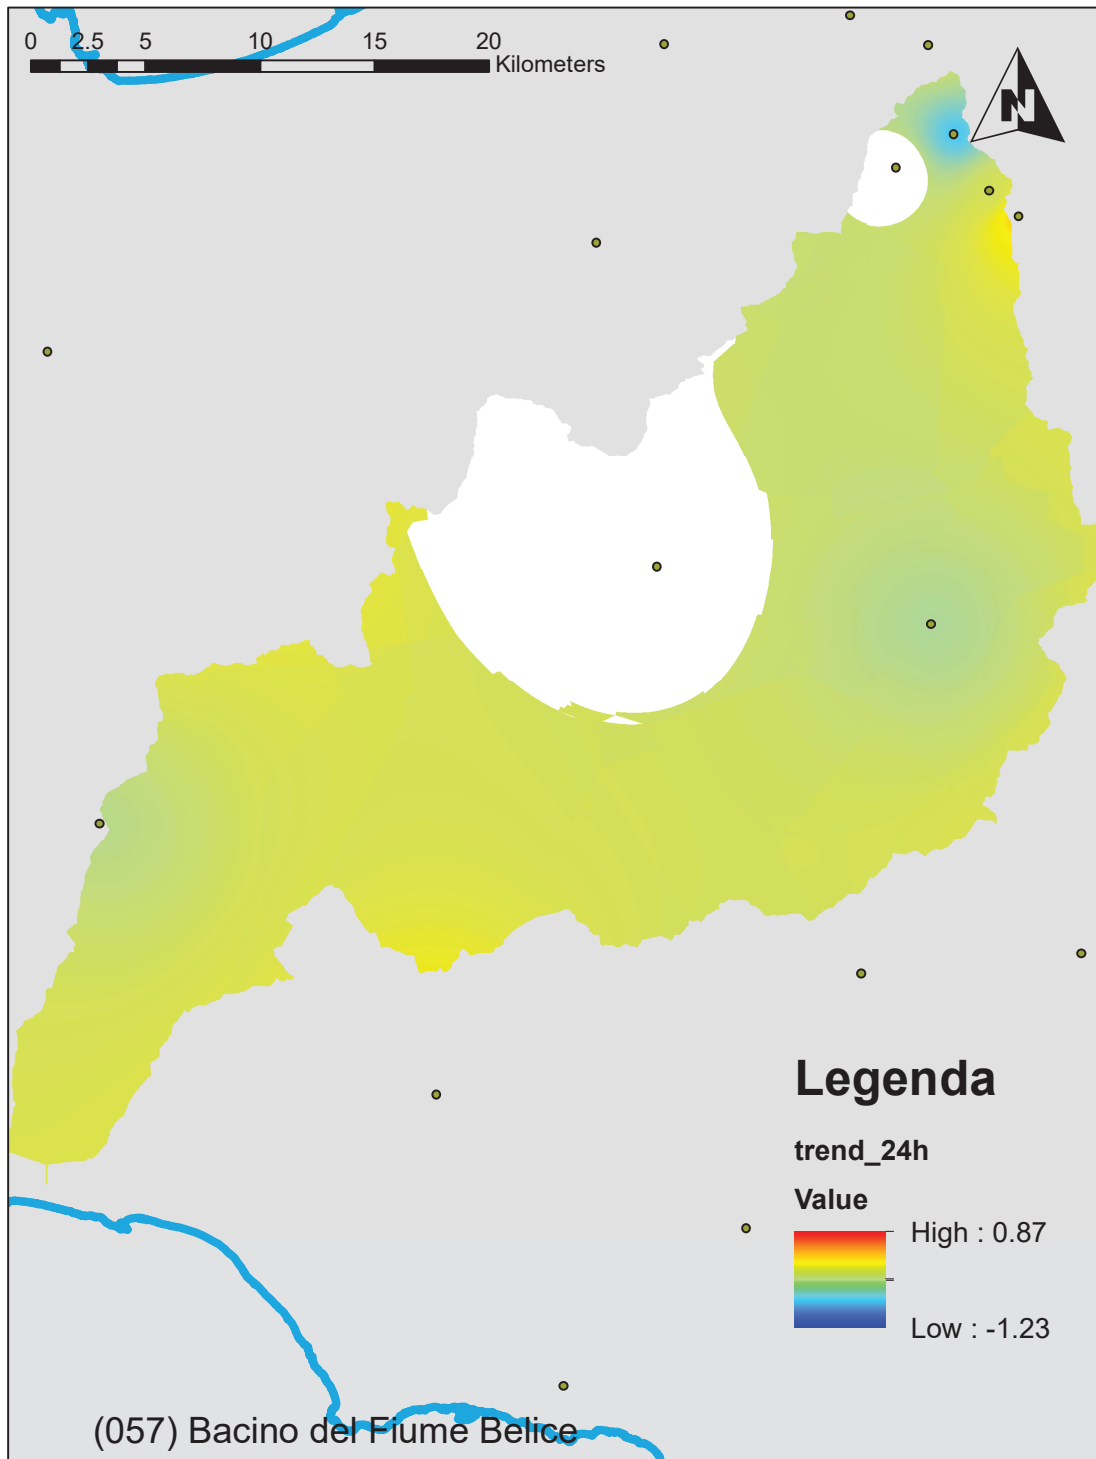 0 2.5 5 10 15 20
Kilometers
N
Legenda
trend_24h
Value
High : 0.87
Low : -1.23
(057) Bacino del Fiume Belice